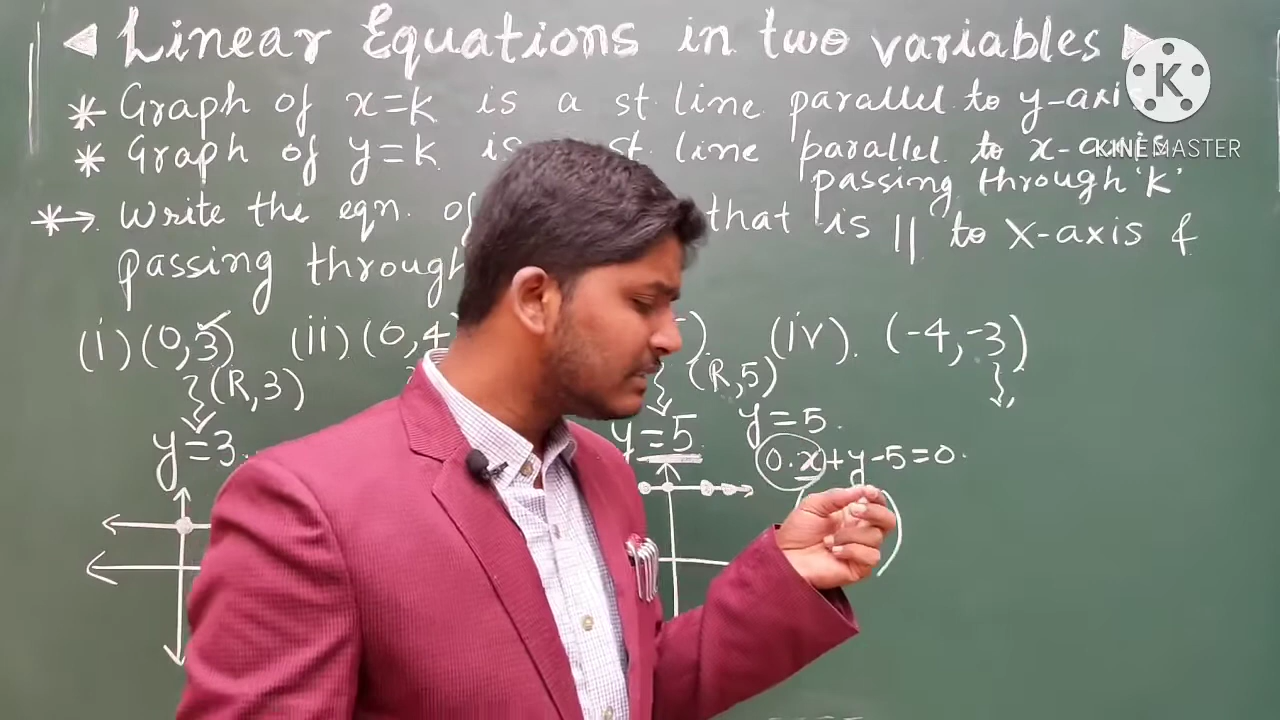 Linear Equations in two variables
* Graph of x=k is a st. line parallel to y-axis
* Graph of y=k is st. line parallel to x-axis
passing through 'K'
* → Write the eqn. of that is || to X-axis &
passing through
(i) (0,3) (ii) (0,4 (iv). (-4,-3)
(R,3) (R,5)
y=3. y=5. y=5.
0.x+y-5=0.
K
KINEMASTER